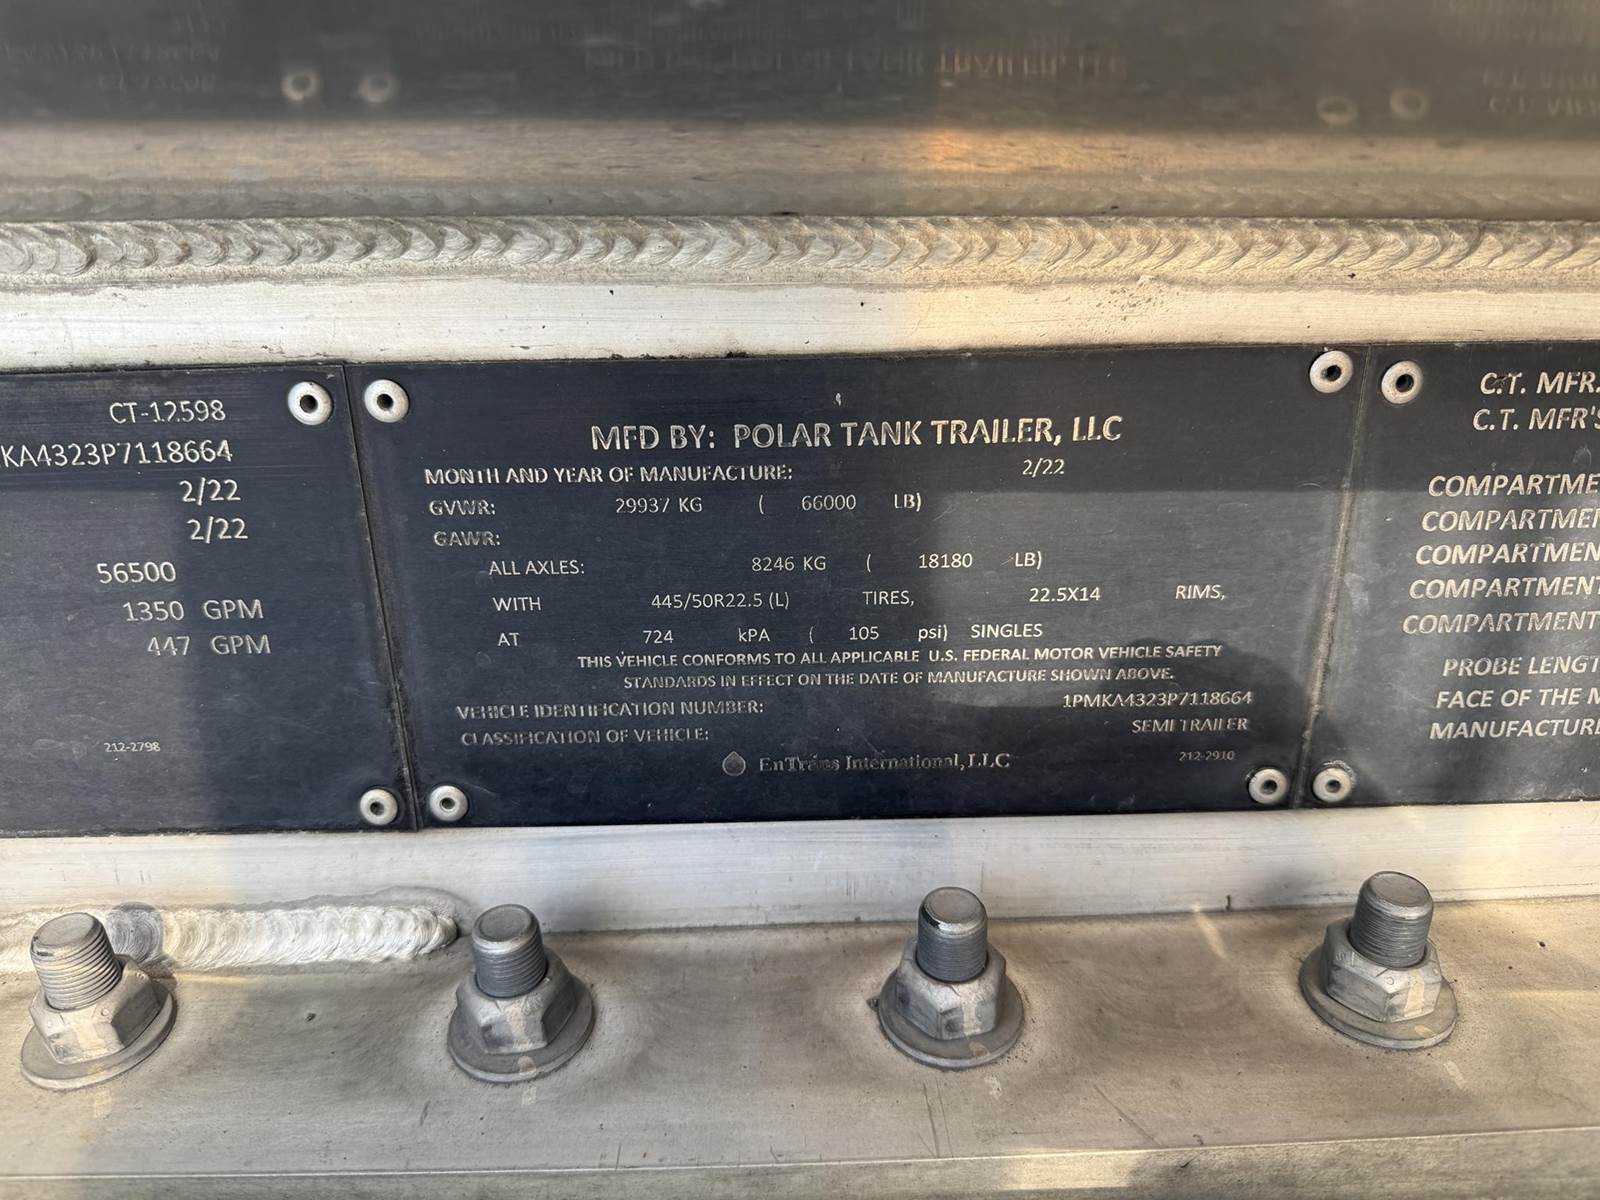 CT-12598
KA4323P7118664
2/22
2/22
56500
1350 GPM
447 GPM
212-2798
MFD BY: POLAR TANK TRAILER, LLC
MONTH AND YEAR OF MANUFACTURE: 2/22
GVWR: 29937 KG ( 66000 LB)
GAWR:
ALL AXLES: 8246 KG ( 18180 LB)
WITH 445/50R22.5 (L) TIRES, 22.5X14 RIMS,
AT 724 kPA ( 105 psi) SINGLES
THIS VEHICLE CONFORMS TO ALL APPLICABLE U.S. FEDERAL MOTOR VEHICLE SAFETY
STANDARDS IN EFFECT ON THE DATE OF MANUFACTURE SHOWN ABOVE.
VEHICLE IDENTIFICATION NUMBER: 1PMKA4323P7118664
CLASSIFICATION OF VEHICLE: SEMI TRAILER
EnTrans International, LLC 212-2910
C.T. MFR.
C.T. MFR'S
COMPARTME
COMPARTMEN
COMPARTMEN
COMPARTMENT
COMPARTMENT
PROBE LENGT
FACE OF THE M
MANUFACTURE